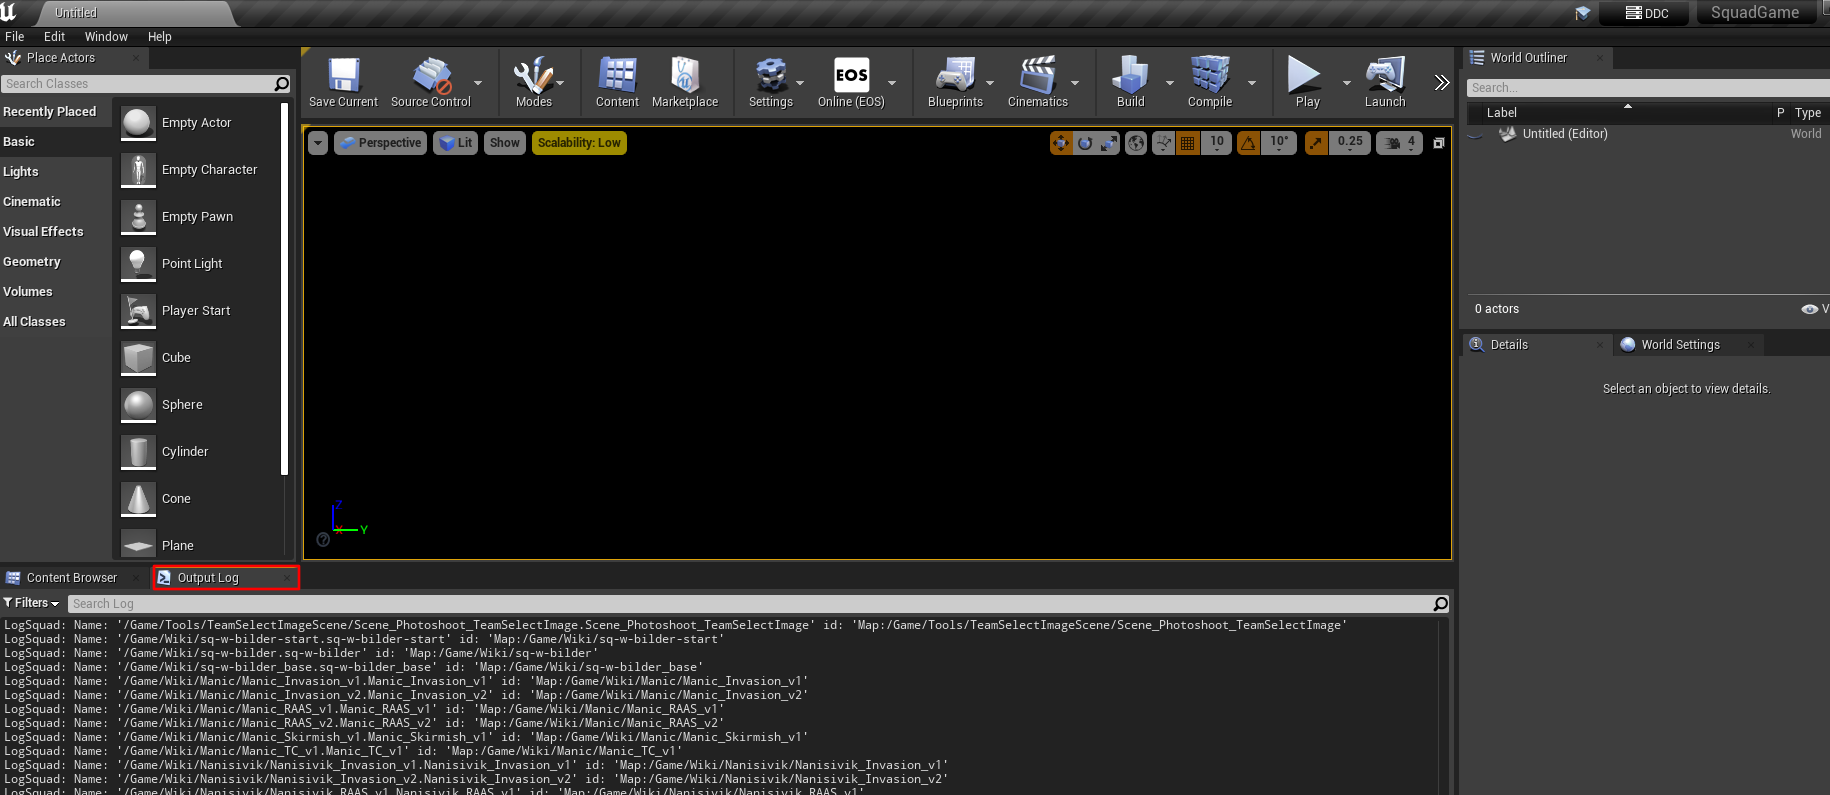 Untitled
DDC
SquadGame
File Edit Window Help
Place Actors
Search Classes
Recently Placed
Basic
Lights
Cinematic
Visual Effects
Geometry
Volumes
All Classes
Empty Actor
Empty Character
Empty Pawn
Point Light
Player Start
Cube
Sphere
Cylinder
Cone
Plane
Save Current Source Control Modes Content Marketplace Settings EOS Online (EOS) Blueprints Cinematics Build Compile Play Launch
Perspective Lit Show Scalability: Low 10 10° 0.25 4
Z
X Y
World Outliner
Search...
Label P Type
Untitled (Editor) World
0 actors V
Details World Settings
Select an object to view details.
Content Browser Output Log
Filters Search Log
LogSquad: Name: '/Game/Tools/TeamSelectImageScene/Scene_Photoshoot_TeamSelectImage.Scene_Photoshoot_TeamSelectImage' id: 'Map:/Game/Tools/TeamSelectImageScene/Scene_Photoshoot_TeamSelectImage'
LogSquad: Name: '/Game/Wiki/sq-w-bilder-start.sq-w-bilder-start' id: 'Map:/Game/Wiki/sq-w-bilder-start'
LogSquad: Name: '/Game/Wiki/sq-w-bilder.sq-w-bilder' id: 'Map:/Game/Wiki/sq-w-bilder'
LogSquad: Name: '/Game/Wiki/sq-w-bilder_base.sq-w-bilder_base' id: 'Map:/Game/Wiki/sq-w-bilder_base'
LogSquad: Name: '/Game/Wiki/Manic/Manic_Invasion_v1.Manic_Invasion_v1' id: 'Map:/Game/Wiki/Manic/Manic_Invasion_v1'
LogSquad: Name: '/Game/Wiki/Manic/Manic_Invasion_v2.Manic_Invasion_v2' id: 'Map:/Game/Wiki/Manic/Manic_Invasion_v2'
LogSquad: Name: '/Game/Wiki/Manic/Manic_RAAS_v1.Manic_RAAS_v1' id: 'Map:/Game/Wiki/Manic/Manic_RAAS_v1'
LogSquad: Name: '/Game/Wiki/Manic/Manic_RAAS_v2.Manic_RAAS_v2' id: 'Map:/Game/Wiki/Manic/Manic_RAAS_v2'
LogSquad: Name: '/Game/Wiki/Manic/Manic_Skirmish_v1.Manic_Skirmish_v1' id: 'Map:/Game/Wiki/Manic/Manic_Skirmish_v1'
LogSquad: Name: '/Game/Wiki/Manic/Manic_TC_v1.Manic_TC_v1' id: 'Map:/Game/Wiki/Manic/Manic_TC_v1'
LogSquad: Name: '/Game/Wiki/Nanisivik/Nanisivik_Invasion_v1.Nanisivik_Invasion_v1' id: 'Map:/Game/Wiki/Nanisivik/Nanisivik_Invasion_v1'
LogSquad: Name: '/Game/Wiki/Nanisivik/Nanisivik_Invasion_v2.Nanisivik_Invasion_v2' id: 'Map:/Game/Wiki/Nanisivik/Nanisivik_Invasion_v2'
LogSquad: Name: '/Game/Wiki/Nanisivik/Nanisivik_RAAS_v1.Nanisivik_RAAS_v1' id: 'Map:/Game/Wiki/Nanisivik/Nanisivik_RAAS_v1'